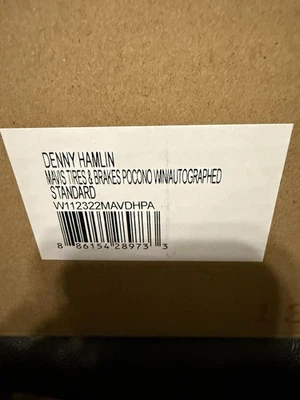 DENNY HAMLIN
MAVIS TIRES & BRAKES POCONO WIN/AUTOGRAPHED
STANDARD
W112322MAVDHPA
8 86154 28973 3